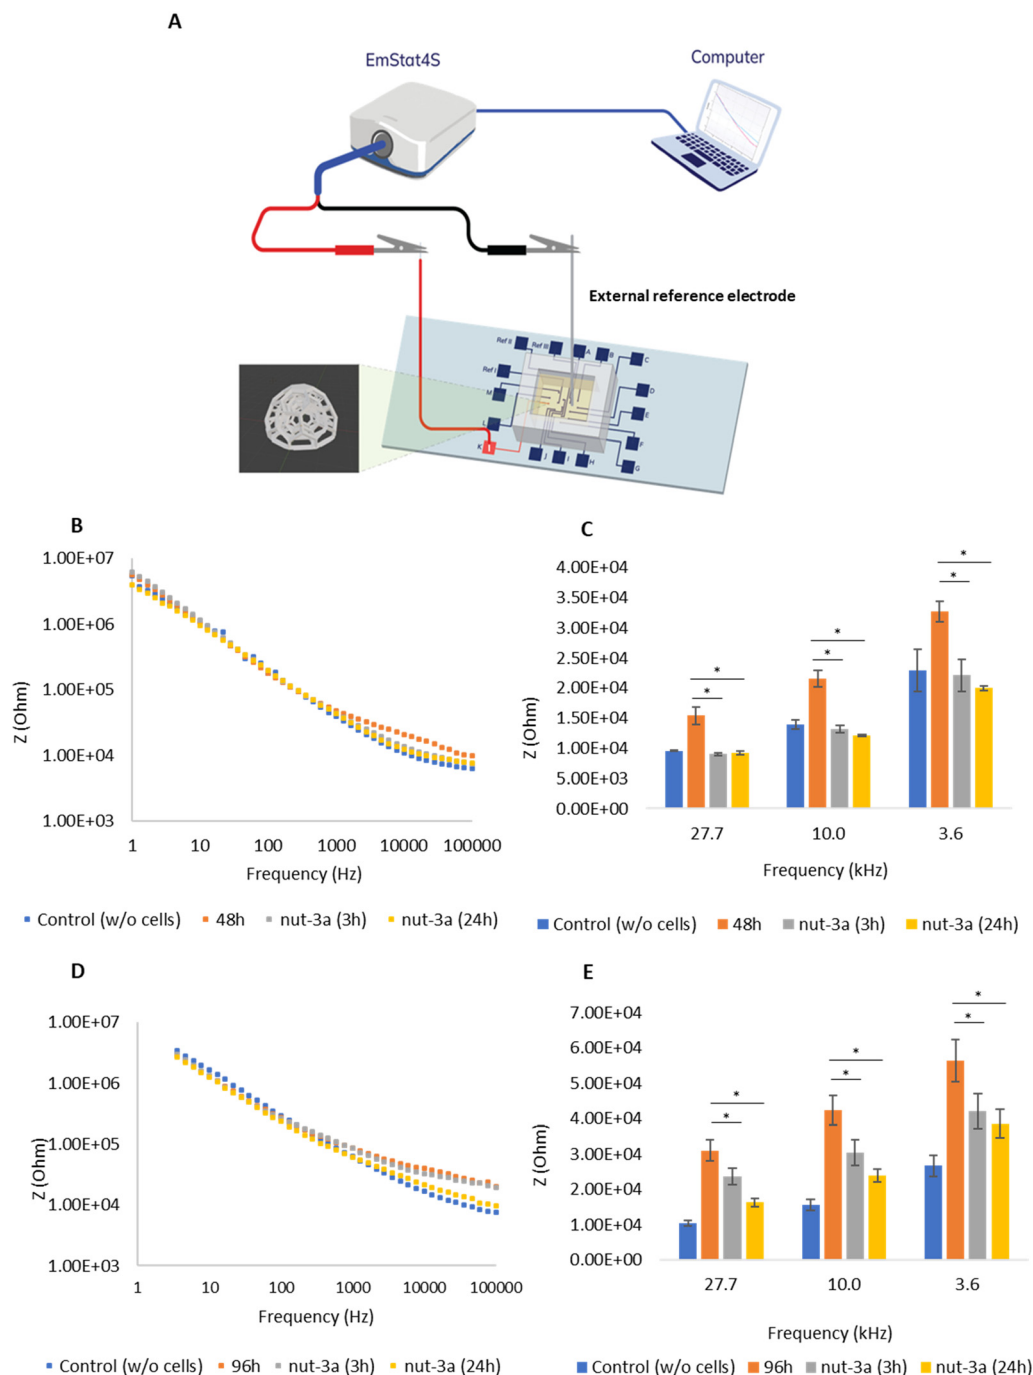 A
EmStat4S
Computer
External reference electrode
Ref II
Ref III
A
B
C
Ref I
D
M
E
L
F
K
J
I
H
G
B
1.00E+07
1.00E+06
1.00E+05
1.00E+04
1.00E+03
Z (Ohm)
1 10 100 1000 10000 100000
Frequency (Hz)
Control (w/o cells) 48h nut-3a (3h) nut-3a (24h)
C
4.00E+04
3.50E+04
3.00E+04
2.50E+04
2.00E+04
1.50E+04
1.00E+04
5.00E+03
0.00E+00
Z (Ohm)
* * * * * *
27.7 10.0 3.6
Frequency (kHz)
Control (w/o cells) 48h nut-3a (3h) nut-3a (24h)
D
1.00E+07
1.00E+06
1.00E+05
1.00E+04
1.00E+03
Z (Ohm)
1 10 100 1000 10000 100000
Frequency (Hz)
Control (w/o cells) 96h nut-3a (3h) nut-3a (24h)
E
7.00E+04
6.00E+04
5.00E+04
4.00E+04
3.00E+04
2.00E+04
1.00E+04
0.00E+00
Z (Ohm)
* * * * * *
27.7 10.0 3.6
Frequency (kHz)
Control (w/o cells) 96h nut-3a (3h) nut-3a (24h)